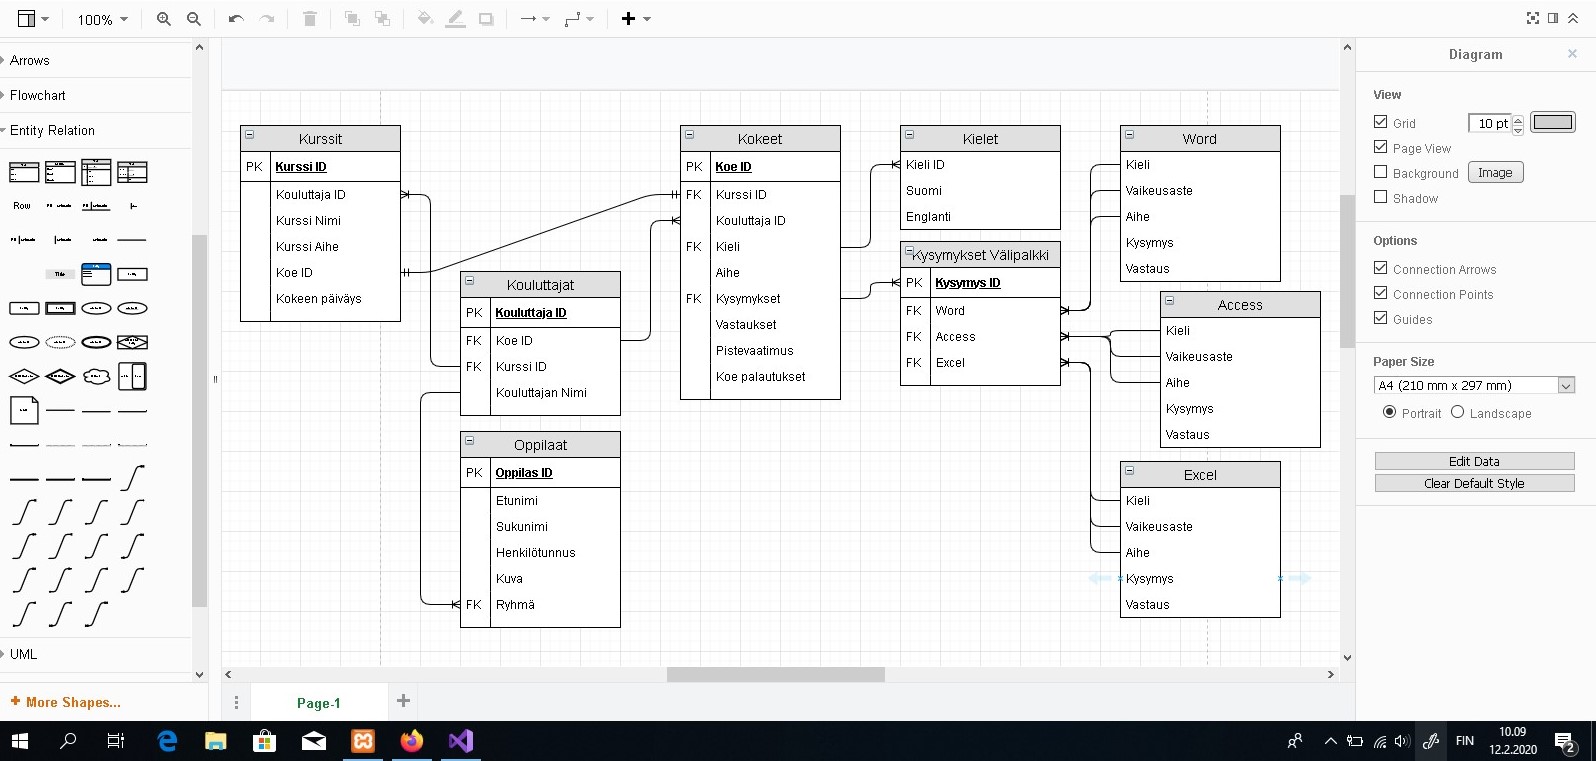 100%
Arrows
Flowchart
Entity Relation
Row
Title
UML
+ More Shapes...
Kurssit
PK Kurssi ID
Kouluttaja ID
Kurssi Nimi
Kurssi Aihe
Koe ID
Kokeen päiväys
Kouluttajat
PK Kouluttaja ID
FK Koe ID
FK Kurssi ID
Kouluttajan Nimi
Oppilaat
PK Oppilas ID
Etunimi
Sukunimi
Henkilötunnus
Kuva
FK Ryhmä
Kokeet
PK Koe ID
FK Kurssi ID
Kouluttaja ID
FK Kieli
Aihe
FK Kysymykset
Vastaukset
Pistevaatimus
Koe palautukset
Kielet
Kieli ID
Suomi
Englanti
Kysymykset Välipalkki
PK Kysymys ID
FK Word
FK Access
FK Excel
Word
Kieli
Vaikeusaste
Aihe
Kysymys
Vastaus
Access
Kieli
Vaikeusaste
Aihe
Kysymys
Vastaus
Excel
Kieli
Vaikeusaste
Aihe
Kysymys
Vastaus
Page-1
Diagram
View
Grid
10 pt
Page View
Background
Image
Shadow
Options
Connection Arrows
Connection Points
Guides
Paper Size
A4 (210 mm x 297 mm)
Portrait
Landscape
Edit Data
Clear Default Style
FIN
10.09
12.2.2020
2